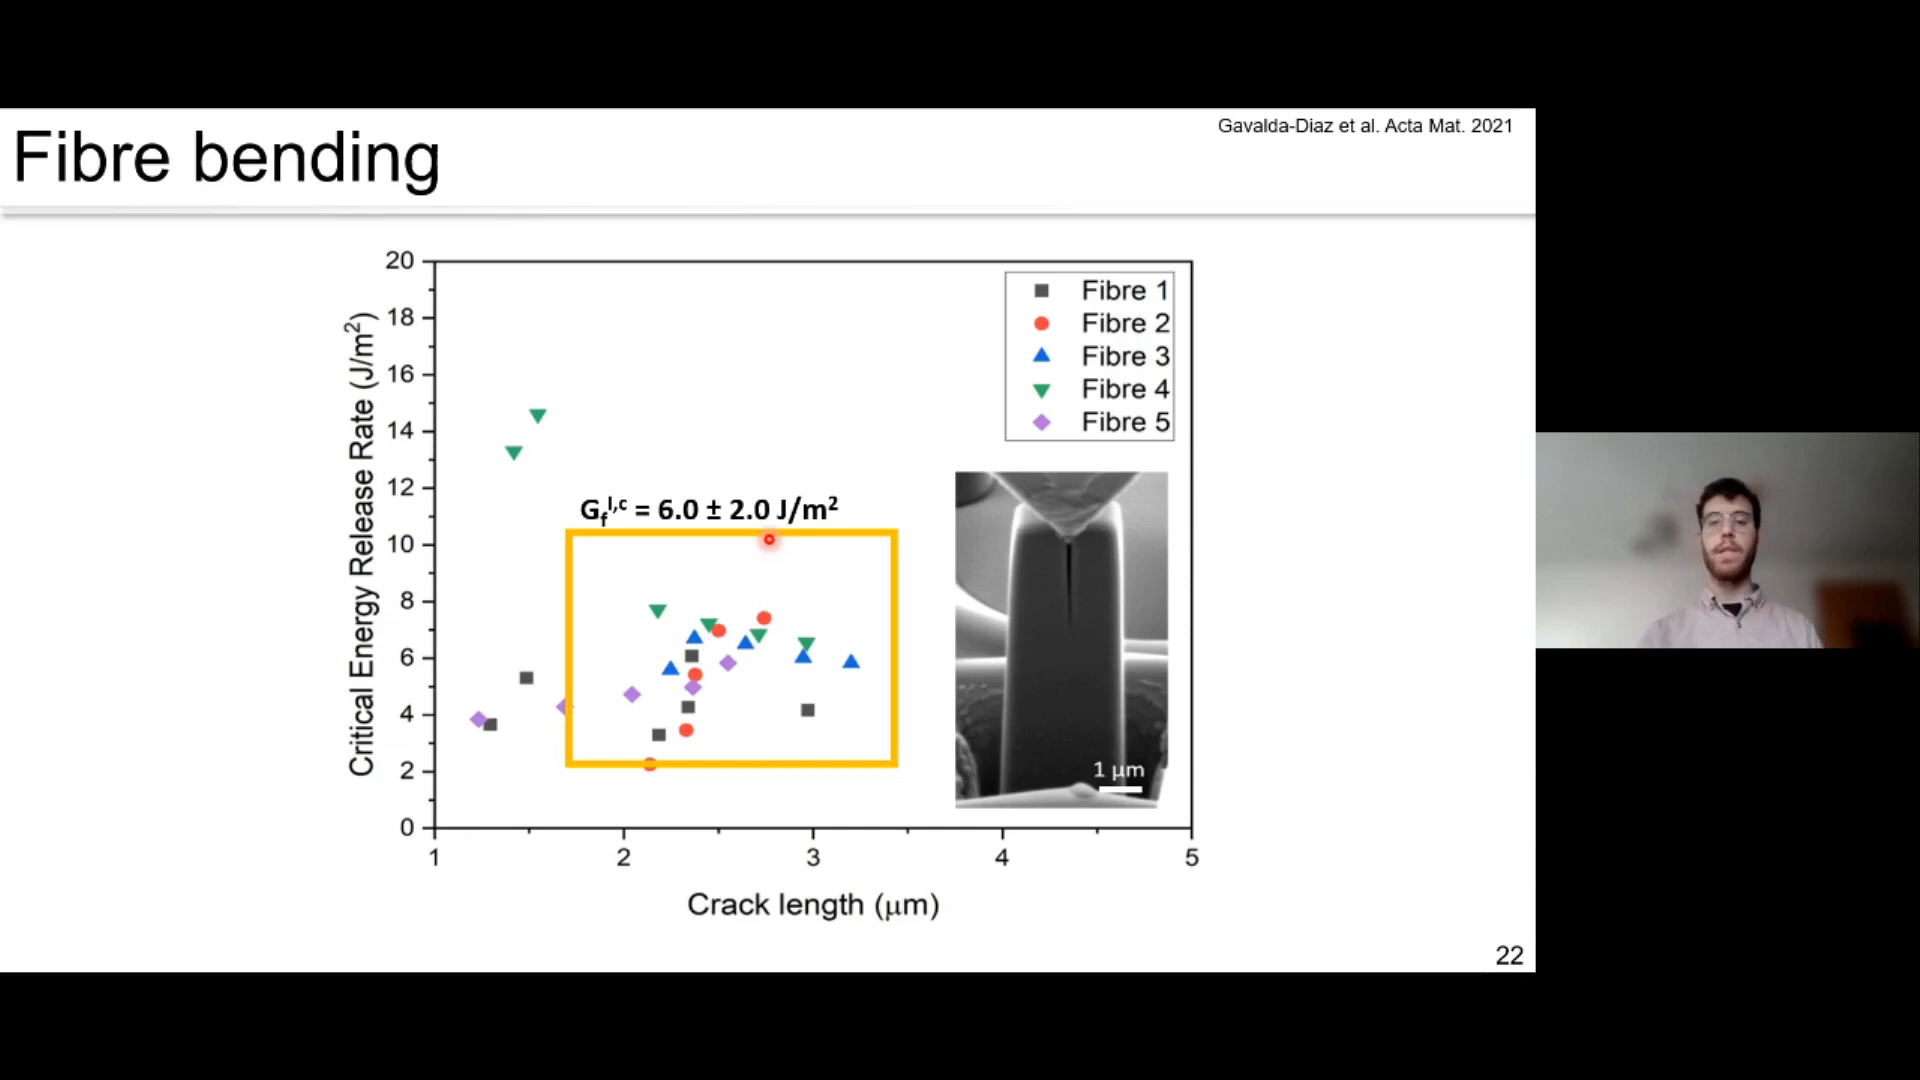 Gavalda-Diaz et al. Acta Mat. 2021
Fibre bending
20
18
16
14
12
10
8
6
4
2
0
Critical Energy Release Rate (J/m²)
1
2
3
4
5
Crack length (μm)
Fibre 1
Fibre 2
Fibre 3
Fibre 4
Fibre 5
G_f^I,c = 6.0 ± 2.0 J/m²
1 μm
22